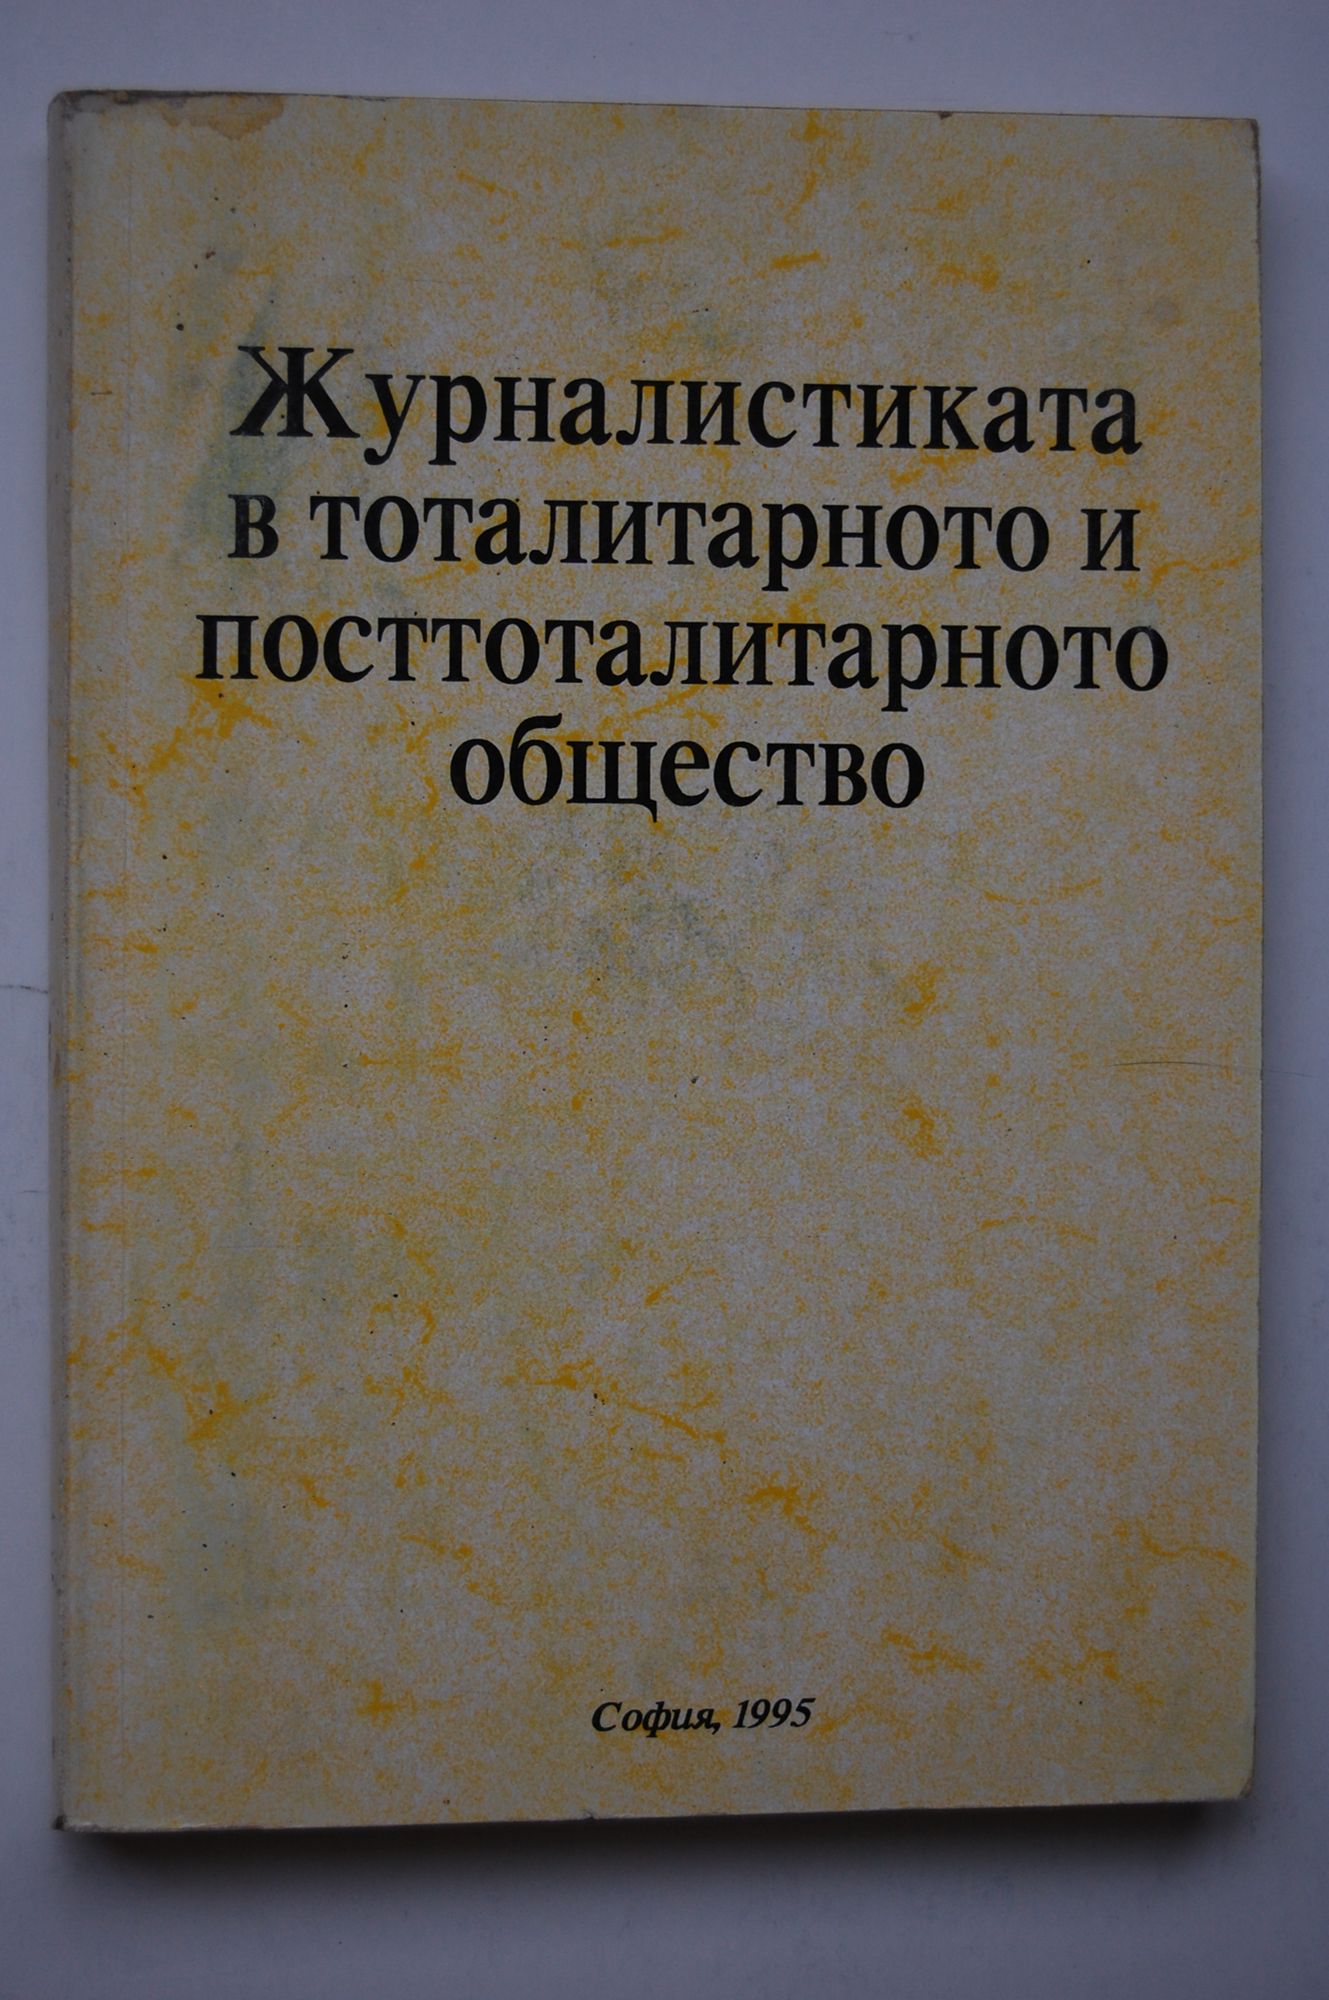 Журналистиката
в тоталитарното и
посттоталитарното
общество
София, 1995